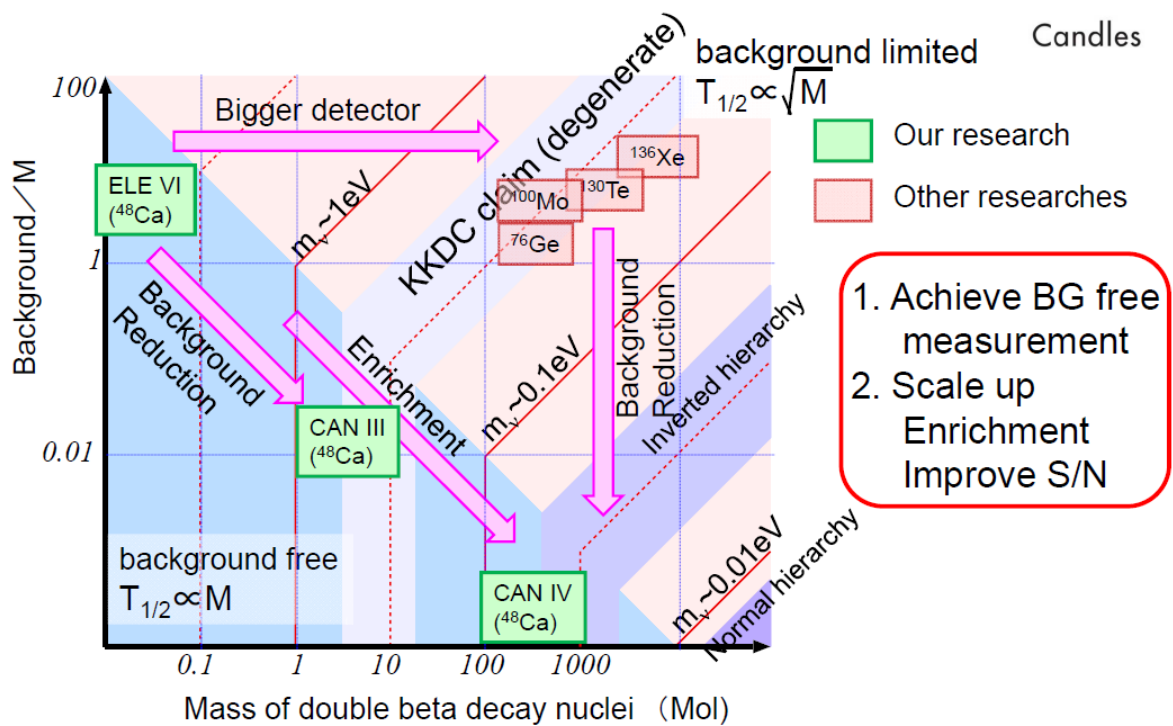 Candles
background limited
T1/2∝√M
Our research
Other researches
1. Achieve BG free
measurement
2. Scale up
Enrichment
Improve S/N
Background／M
100
1
0.01
Bigger detector
ELE VI
(48Ca)
Background
Reduction
mν~1eV
KKDC claim (degenerate)
136Xe
130Te
100Mo
76Ge
Background
Reduction
Enrichment
CAN III
(48Ca)
mν~0.1eV
Inverted hierarchy
background free
T1/2∝M
CAN IV
(48Ca)
mν~0.01eV
Normal hierarchy
0.1
1
10
100
1000
Mass of double beta decay nuclei （Mol）